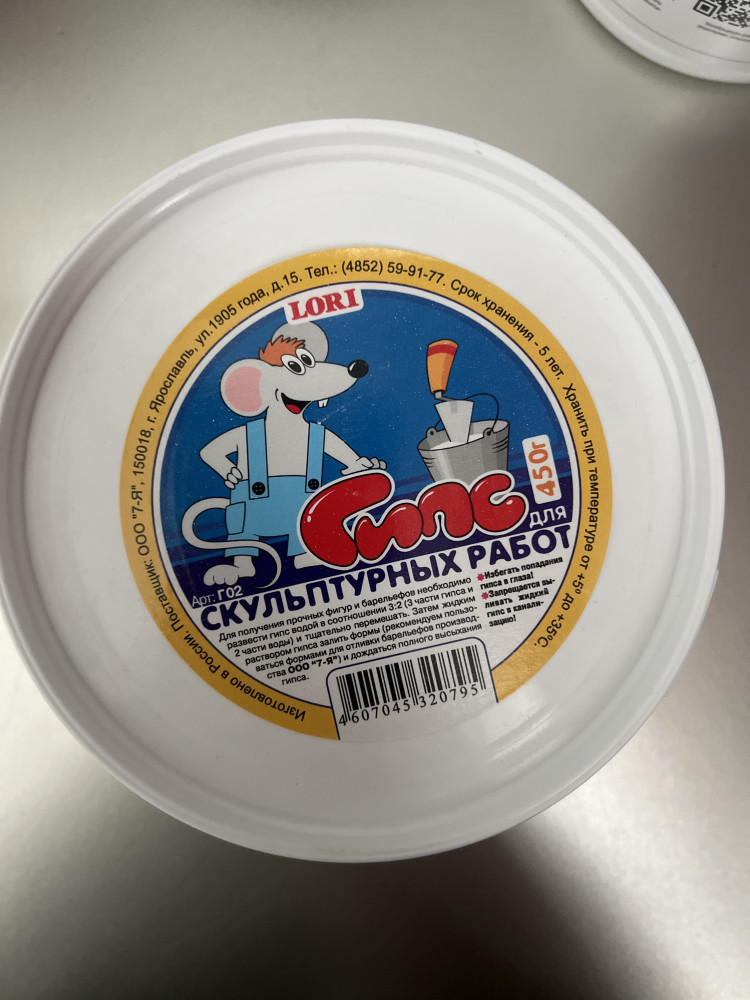 Изготовлено в России. Поставщик: ООО "7-Я", 150018, г. Ярославль, ул.1905 года, д.15. Тел.: (4852) 59-91-77. Срок хранения - 5 лет. Хранить при температуре от +5° до +35°С.
LORI
450г
Гипс
для
СКУЛЬПТУРНЫХ РАБОТ
Арт: Г02
Для получения прочных фигур и барельефов необходимо
развести гипс водой в соотношении 3:2 (3 части гипса и
2 части воды) и тщательно перемешать. Затем жидким
раствором гипса залить формы (рекомендуем пользо-
ваться формами для отливки барельефов производ-
ства ООО "7-Я") и дождаться полного высыхания
гипса.
Избегать попадания
гипса в глаза!
Запрещается вы-
ливать жидкий
гипс в канали-
зацию!
4607045320795